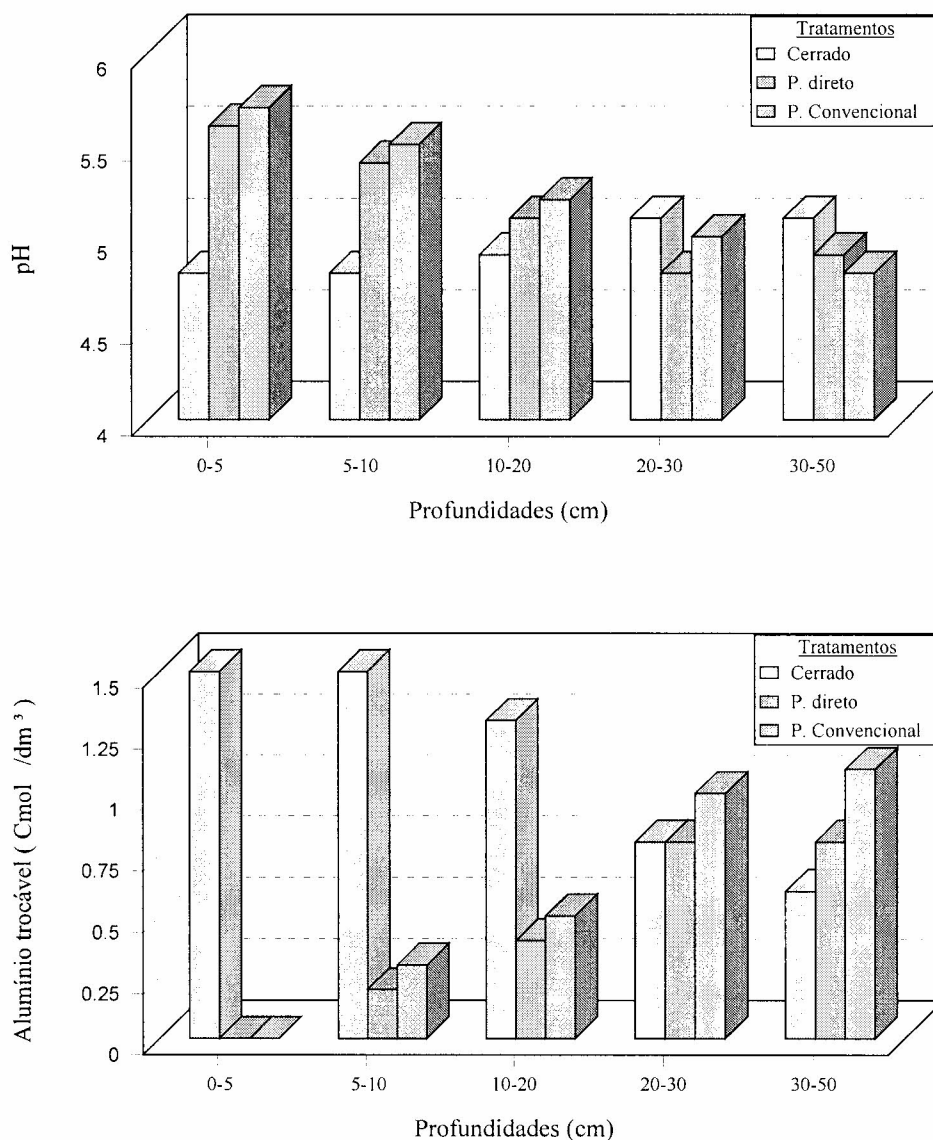 Tratamentos
Cerrado
P. direto
P. Convencional
6
5.5
5
4.5
4
pH
0-5
5-10
10-20
20-30
30-50
Profundidades (cm)
Tratamentos
Cerrado
P. direto
P. Convencional
1.5
1.25
1
0.75
0.5
0.25
0
Alumínio trocável ( Cmol /dm ³ )
0-5
5-10
10-20
20-30
30-50
Profundidades (cm)